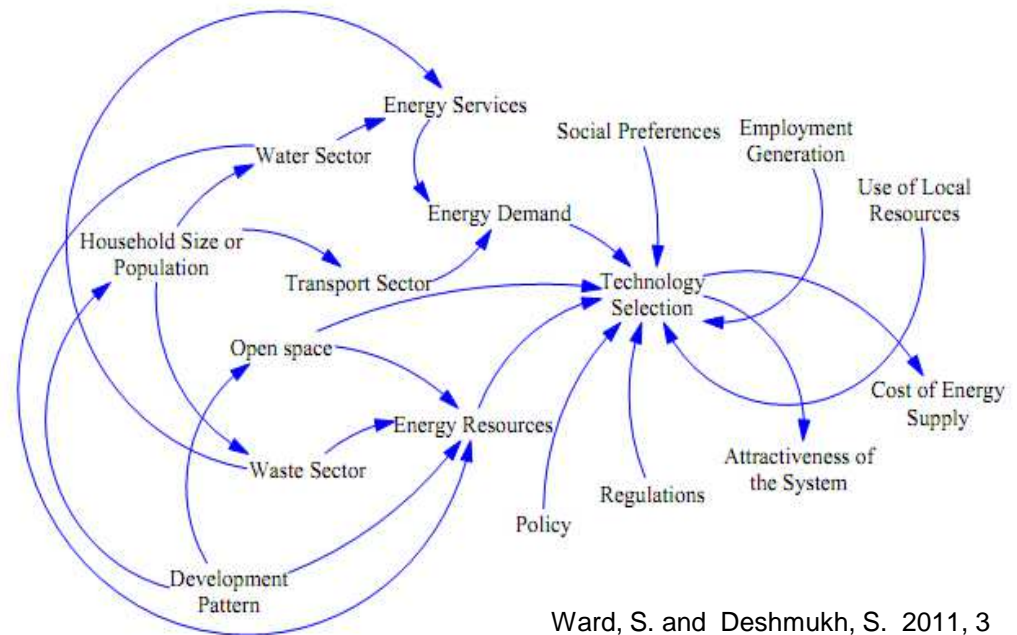 Energy Services
Social Preferences
Employment
Generation
Water Sector
Use of Local
Resources
Energy Demand
Household Size or
Population
Transport Sector
Technology
Selection
Open space
Cost of Energy
Supply
Energy Resources
Waste Sector
Attractiveness of
the System
Regulations
Policy
Development
Pattern
Ward, S. and Deshmukh, S. 2011, 3